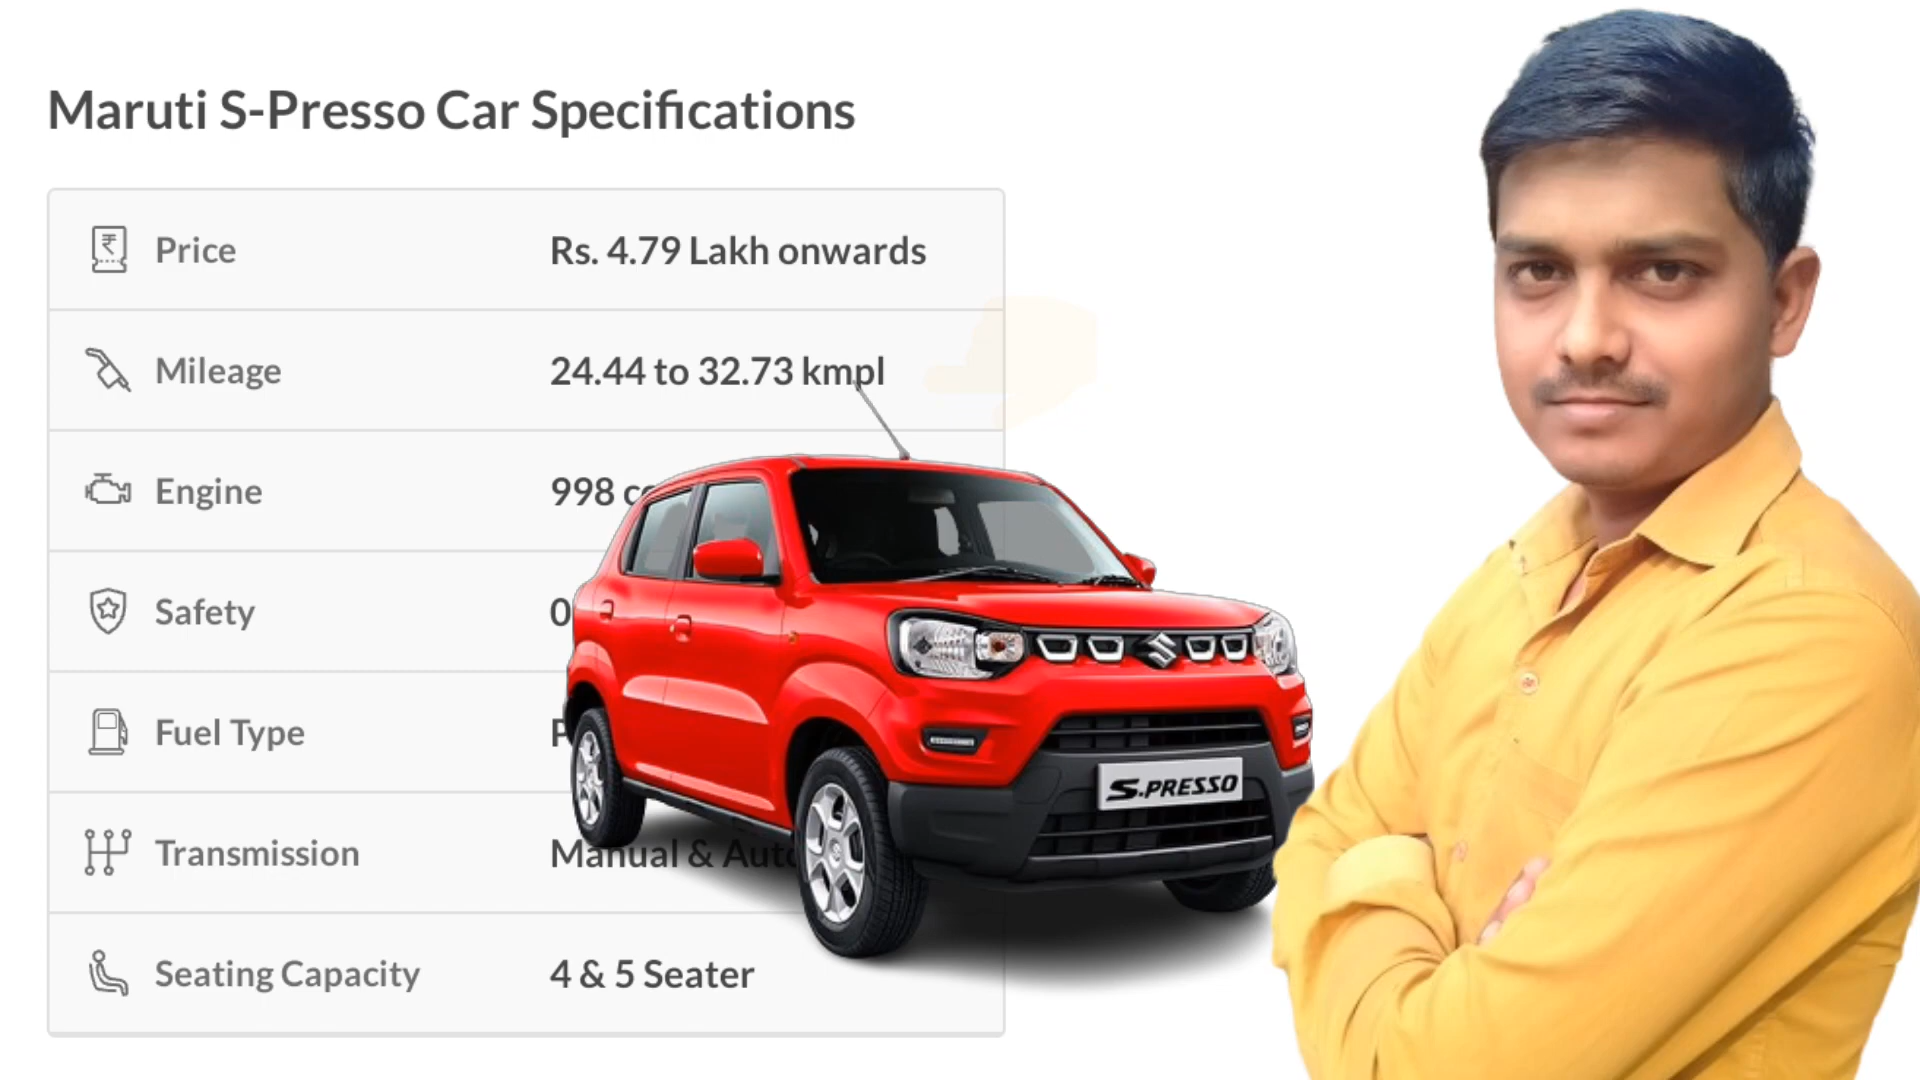 Maruti S-Presso Car Specifications
Price Rs. 4.79 Lakh onwards
Mileage 24.44 to 32.73 kmpl
Engine 998
Safety 0
Fuel Type
Transmission Manual &
Seating Capacity 4 & 5 Seater
S-PRESSO